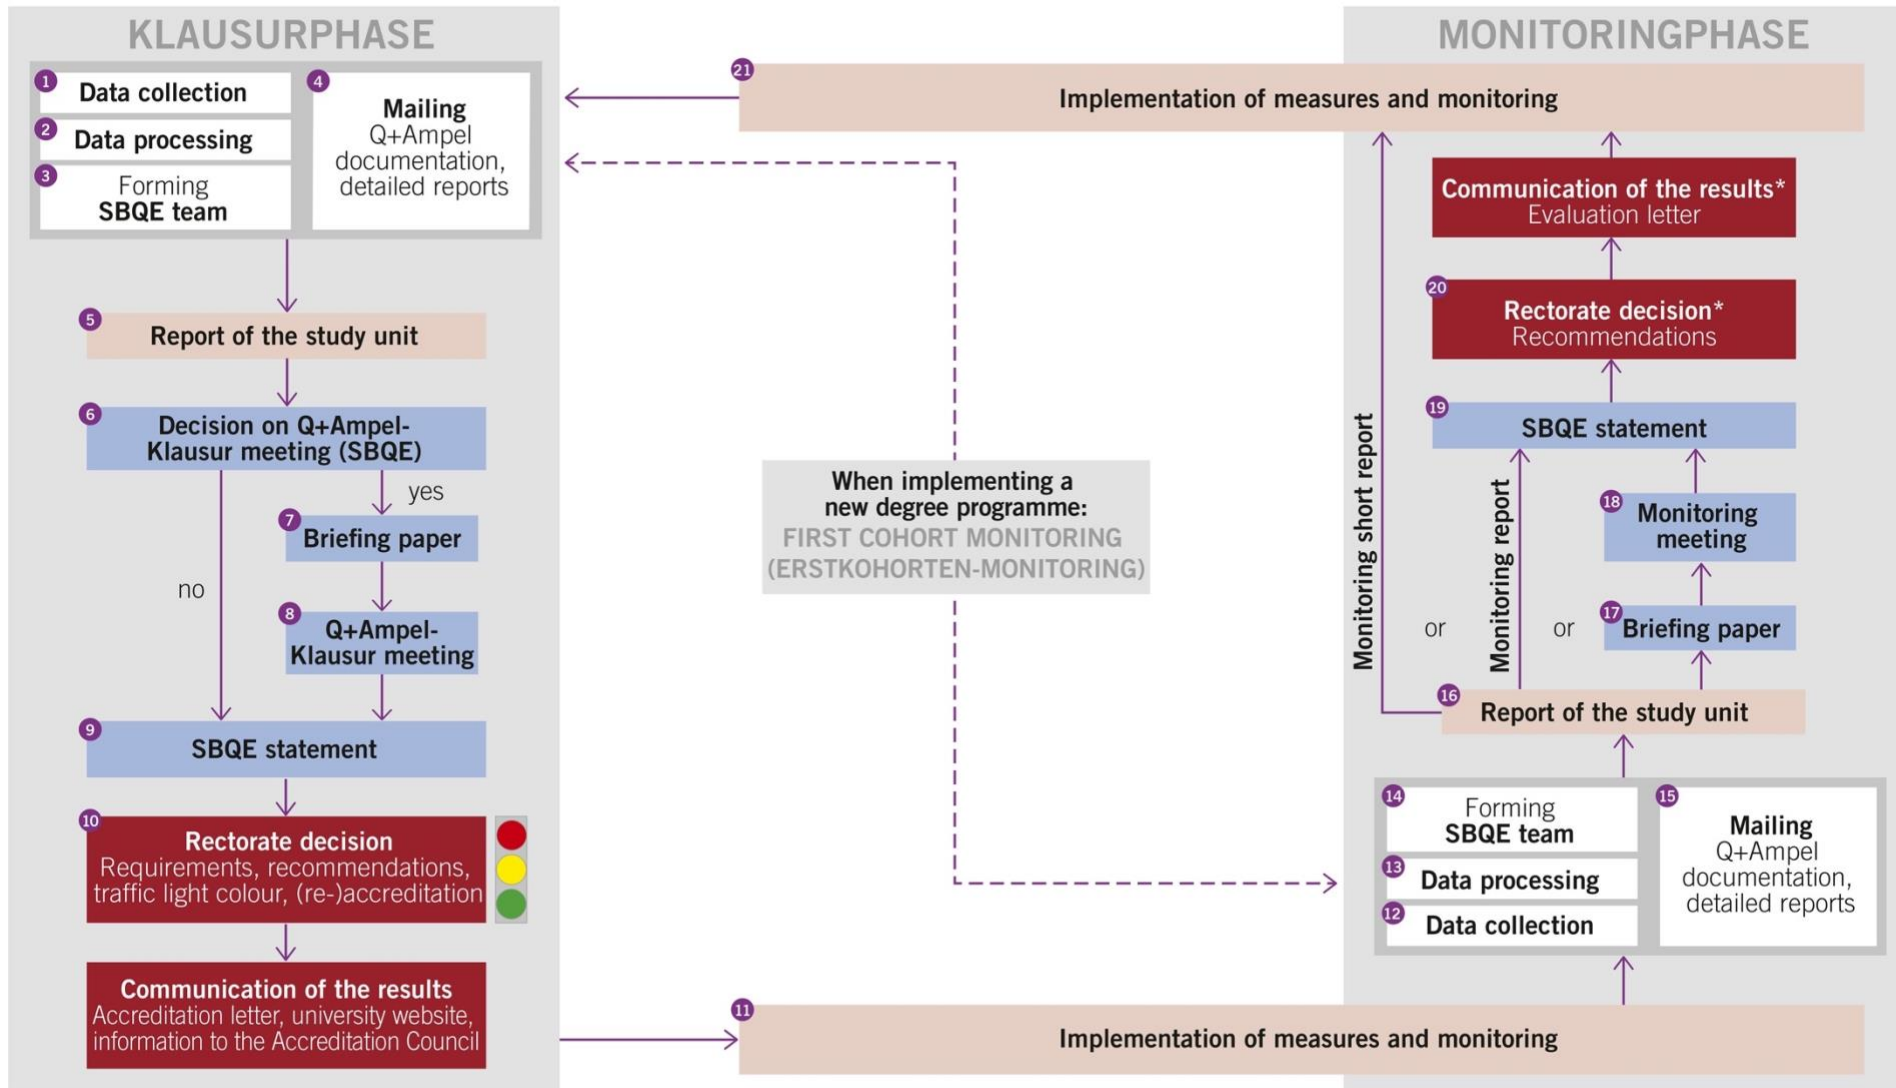 KLAUSURPHASE
1
Data collection
2
Data processing
3
Forming
SBQE team
4
Mailing
Q+Ampel
documentation,
detailed reports
5
Report of the study unit
6
Decision on Q+Ampel-
Klausur meeting (SBQE)
yes
no
7
Briefing paper
8
Q+Ampel-
Klausur meeting
9
SBQE statement
10
Rectorate decision
Requirements, recommendations,
traffic light colour, (re-)accreditation
Communication of the results
Accreditation letter, university website,
information to the Accreditation Council
When implementing a
new degree programme:
FIRST COHORT MONITORING
(ERSTKOHORTEN-MONITORING)
11
Implementation of measures and monitoring
MONITORINGPHASE
21
Implementation of measures and monitoring
Communication of the results*
Evaluation letter
20
Rectorate decision*
Recommendations
19
SBQE statement
18
Monitoring
meeting
17
Briefing paper
Monitoring short report
or
Monitoring report
or
16
Report of the study unit
14
Forming
SBQE team
13
Data processing
12
Data collection
15
Mailing
Q+Ampel
documentation,
detailed reports